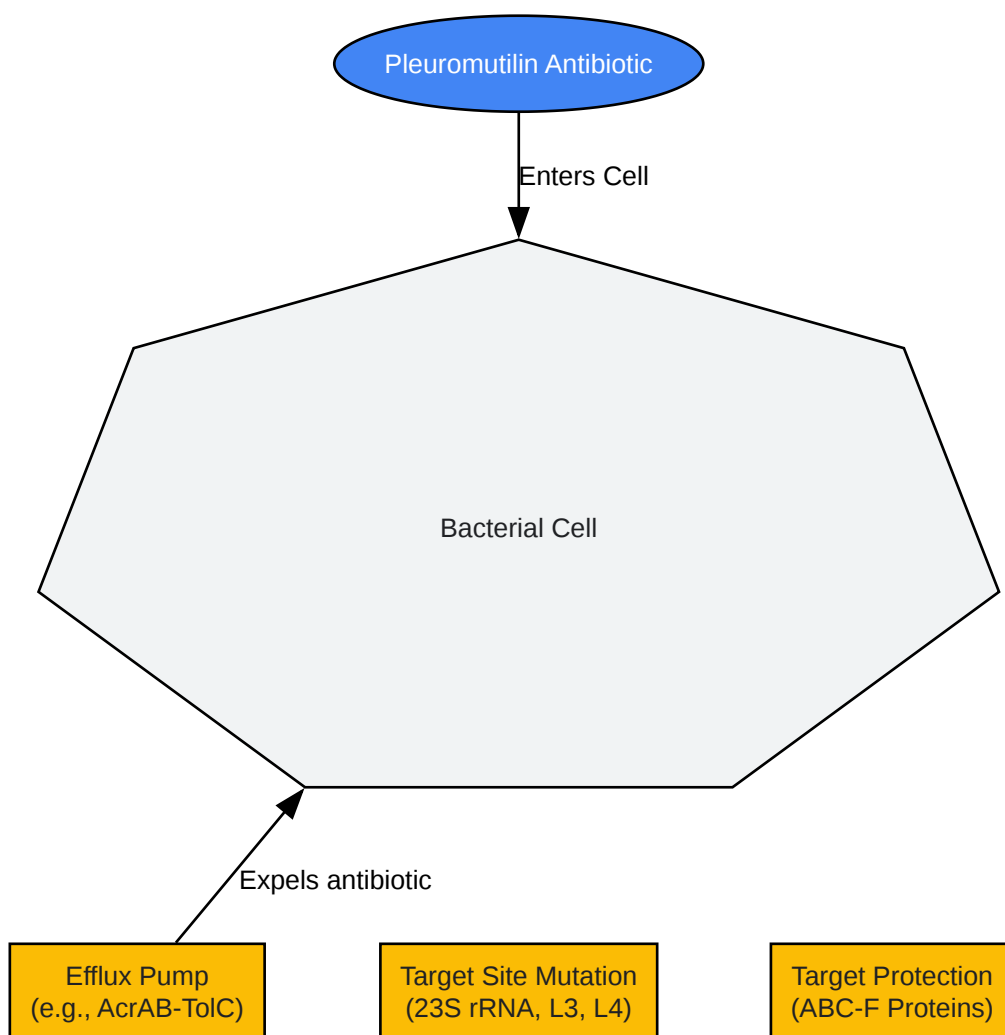 Pleuromutilin Antibiotic
Enters Cell
Bacterial Cell
Expels antibiotic
Efflux Pump
(e.g., AcrAB-TolC)
Target Site Mutation
(23S rRNA, L3, L4)
Target Protection
(ABC-F Proteins)